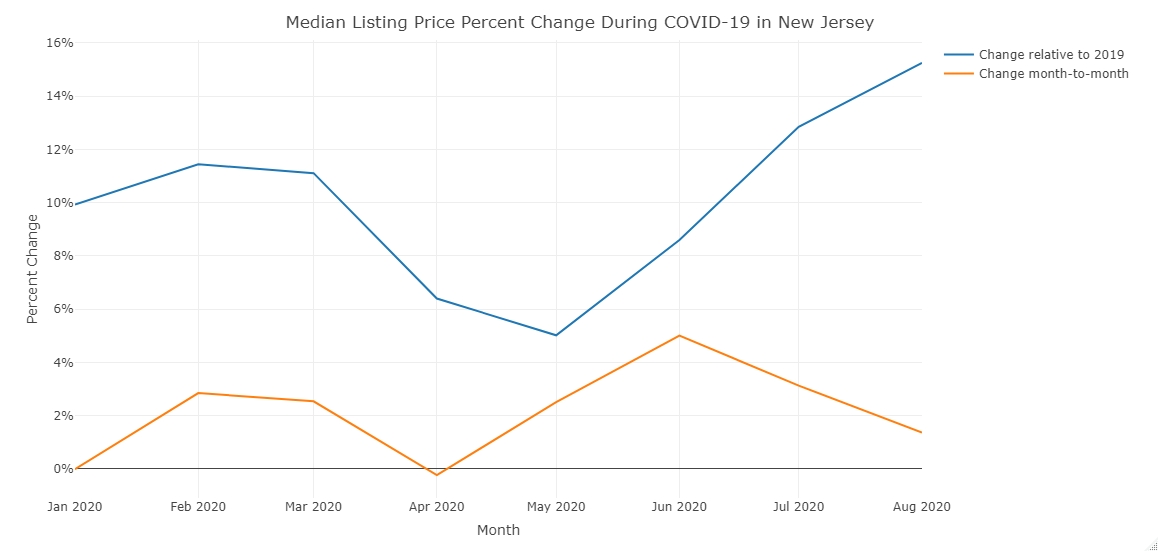 Median Listing Price Percent Change During COVID-19 in New Jersey
Change relative to 2019
Change month-to-month
16%
14%
12%
10%
8%
6%
4%
2%
0%
Percent Change
Jan 2020 Feb 2020 Mar 2020 Apr 2020 May 2020 Jun 2020 Jul 2020 Aug 2020
Month